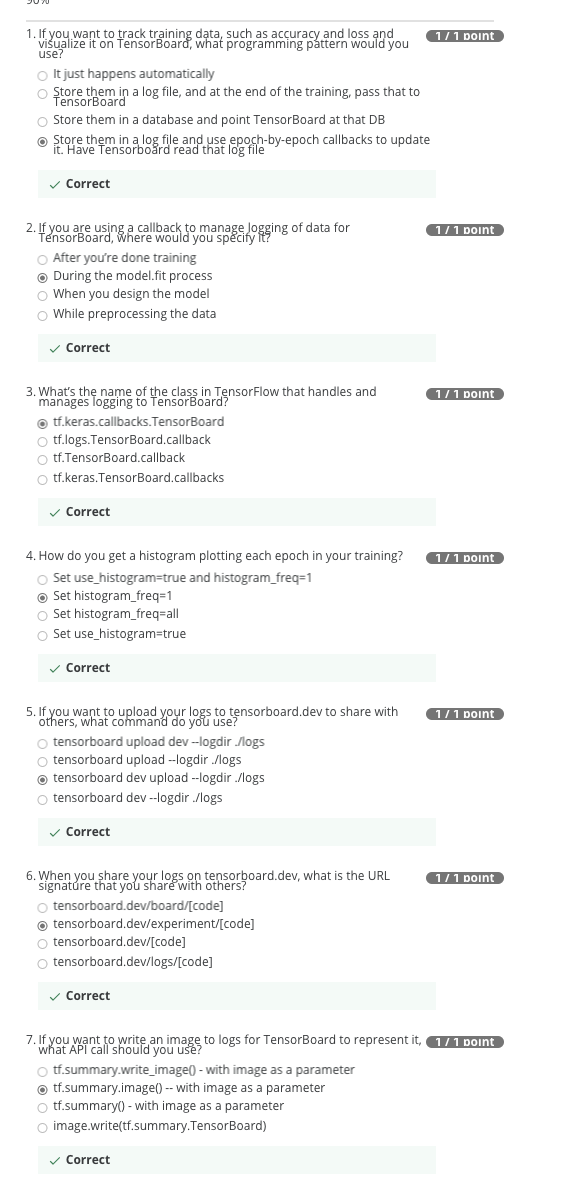 90%
1. If you want to track training data, such as accuracy and loss and
1 / 1 point
visualize it on TensorBoard, what programming pattern would you
use?
It just happens automatically
Store them in a log file, and at the end of the training, pass that to
TensorBoard
Store them in a database and point TensorBoard at that DB
Store them in a log file and use epoch-by-epoch callbacks to update
it. Have Tensorboard read that log file
Correct
2. If you are using a callback to manage logging of data for
1 / 1 point
TensorBoard, where would you specify it?
After you’re done training
During the model.fit process
When you design the model
While preprocessing the data
Correct
3. What’s the name of the class in TensorFlow that handles and
1 / 1 point
manages logging to TensorBoard?
tf.keras.callbacks.TensorBoard
tf.logs.TensorBoard.callback
tf.TensorBoard.callback
tf.keras.TensorBoard.callbacks
Correct
4. How do you get a histogram plotting each epoch in your training?
1 / 1 point
Set use_histogram=true and histogram_freq=1
Set histogram_freq=1
Set histogram_freq=all
Set use_histogram=true
Correct
5. If you want to upload your logs to tensorboard.dev to share with
1 / 1 point
others, what command do you use?
tensorboard upload dev --logdir ./logs
tensorboard upload --logdir ./logs
tensorboard dev upload --logdir ./logs
tensorboard dev --logdir ./logs
Correct
6. When you share your logs on tensorboard.dev, what is the URL
1 / 1 point
signature that you share with others?
tensorboard.dev/board/[code]
tensorboard.dev/experiment/[code]
tensorboard.dev/[code]
tensorboard.dev/logs/[code]
Correct
7. If you want to write an image to logs for TensorBoard to represent it,
1 / 1 point
what API call should you use?
tf.summary.write_image() - with image as a parameter
tf.summary.image() -- with image as a parameter
tf.summary() - with image as a parameter
image.write(tf.summary.TensorBoard)
Correct